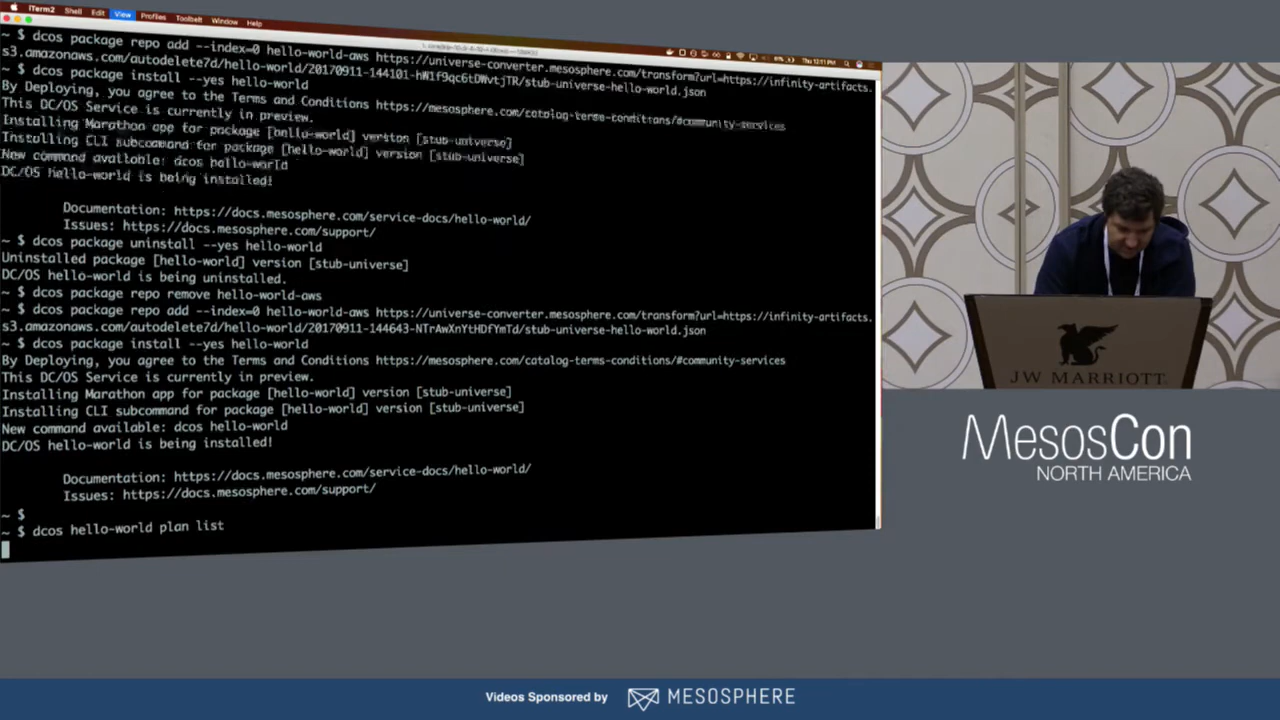 iTerm2 Shell Edit View Profiles Toolbelt Window Help
~ $ dcos package repo add --index=0 hello-world-aws https://universe-converter.mesosphere.com/transform?url=https://infinity-artifacts.
s3.amazonaws.com/autodelete7d/hello-world/20170911-144101-hW1f9qc6tDWvtjTR/stub-universe-hello-world.json
~ $ dcos package install --yes hello-world
By Deploying, you agree to the Terms and Conditions https://mesosphere.com/catalog-terms-conditions/#community-services
This DC/OS Service is currently in preview.
Installing Marathon app for package [hello-world] version [stub-universe]
Installing CLI subcommand for package [hello-world] version [stub-universe]
New command available: dcos hello-world
DC/OS hello-world is being installed!
Documentation: https://docs.mesosphere.com/service-docs/hello-world/
Issues: https://docs.mesosphere.com/support/
~ $ dcos package uninstall --yes hello-world
Uninstalled package [hello-world] version [stub-universe]
DC/OS hello-world is being uninstalled.
~ $ dcos package repo remove hello-world-aws
~ $ dcos package repo add --index=0 hello-world-aws https://universe-converter.mesosphere.com/transform?url=https://infinity-artifacts.
s3.amazonaws.com/autodelete7d/hello-world/20170911-144643-NTrAwXnYtHDfYmTd/stub-universe-hello-world.json
~ $ dcos package install --yes hello-world
By Deploying, you agree to the Terms and Conditions https://mesosphere.com/catalog-terms-conditions/#community-services
This DC/OS Service is currently in preview.
Installing Marathon app for package [hello-world] version [stub-universe]
Installing CLI subcommand for package [hello-world] version [stub-universe]
New command available: dcos hello-world
DC/OS hello-world is being installed!
Documentation: https://docs.mesosphere.com/service-docs/hello-world/
Issues: https://docs.mesosphere.com/support/
~ $
~ $ dcos hello-world plan list
JW MARRIOTT
MesosCon
NORTH AMERICA
Videos Sponsored by MESOSPHERE